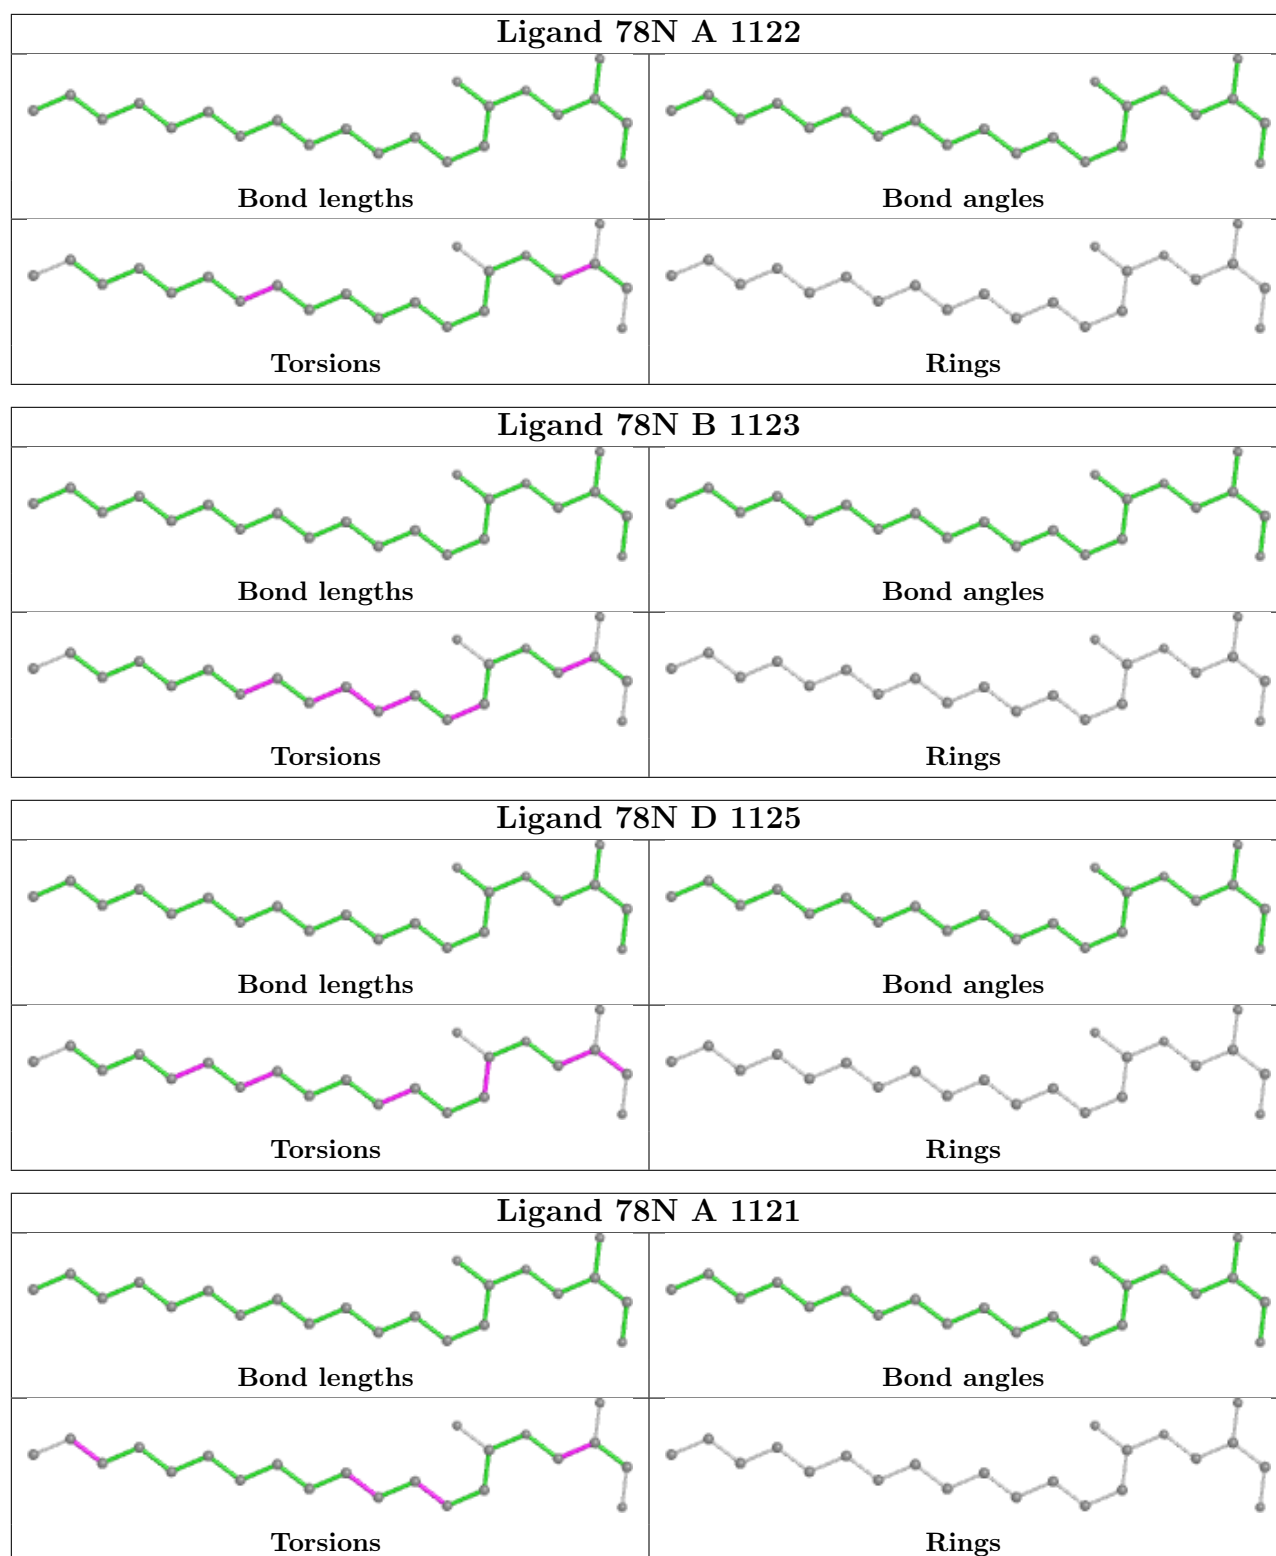 Ligand 78N A 1122
Bond lengths Bond angles
Torsions Rings
Ligand 78N B 1123
Bond lengths Bond angles
Torsions Rings
Ligand 78N D 1125
Bond lengths Bond angles
Torsions Rings
Ligand 78N A 1121
Bond lengths Bond angles
Torsions Rings